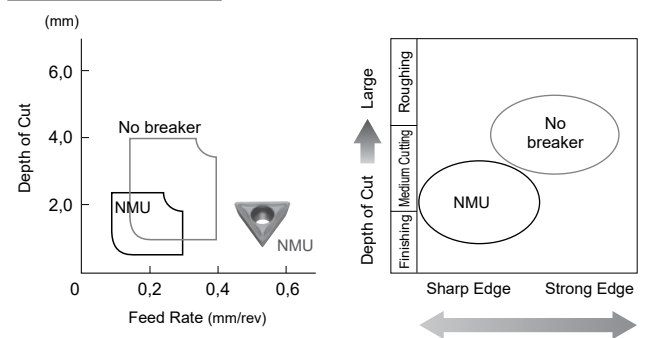 (mm)
Depth of Cut
6,0
4,0
2,0
0
0,2
0,4
0,6
No breaker
NMU
NMU
Feed Rate (mm/rev)
Depth of Cut
Large
Roughing
Medium Cutting
Finishing
No
breaker
NMU
Sharp Edge
Strong Edge